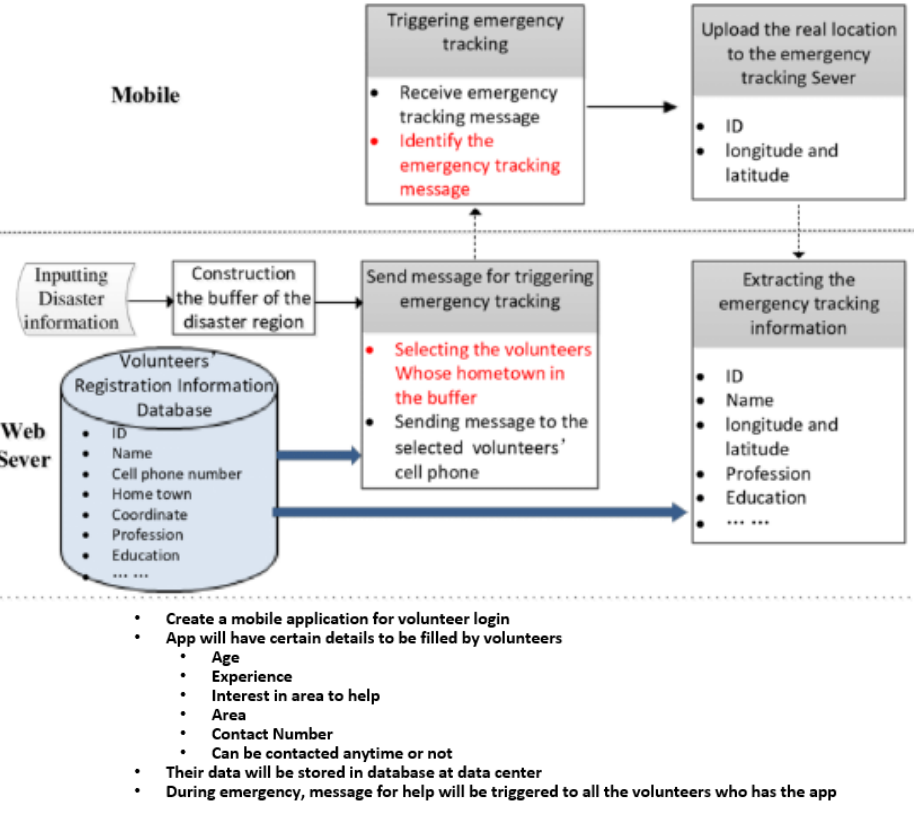 Mobile
Triggering emergency
tracking
• Receive emergency
tracking message
• Identify the
emergency tracking
message
Upload the real location
to the emergency
tracking Sever
• ID
• longitude and
latitude
Inputting
Disaster
information
Construction
the buffer of the
disaster region
Send message for triggering
emergency tracking
• Selecting the volunteers
Whose hometown in
the buffer
• Sending message to the
selected volunteers’
cell phone
Extracting the
emergency tracking
information
• ID
• Name
• longitude and
latitude
• Profession
• Education
• … …
Web
Sever
Volunteers’
Registration Information
Database
• ID
• Name
• Cell phone number
• Home town
• Coordinate
• Profession
• Education
• … …
• Create a mobile application for volunteer login
• App will have certain details to be filled by volunteers
• Age
• Experience
• Interest in area to help
• Area
• Contact Number
• Can be contacted anytime or not
• Their data will be stored in database at data center
• During emergency, message for help will be triggered to all the volunteers who has the app